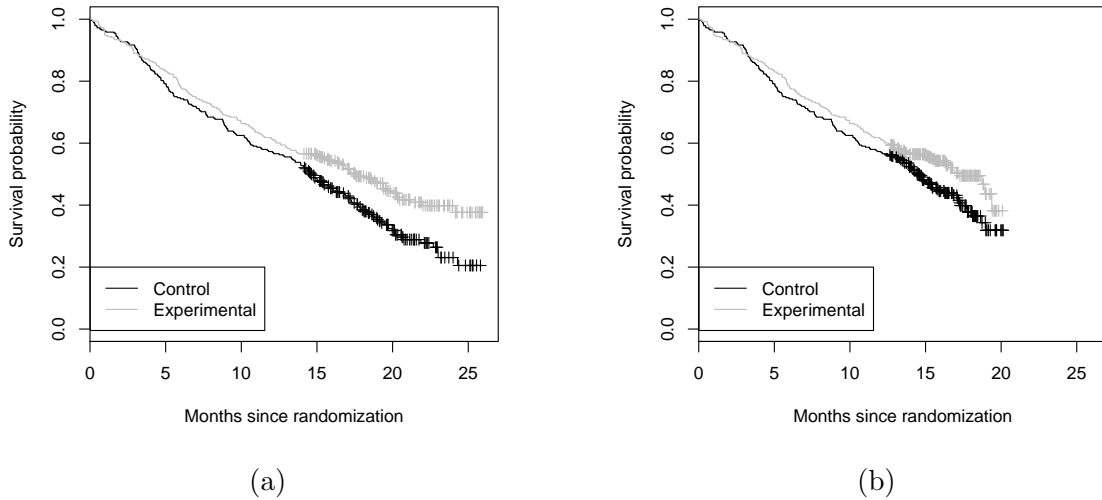 1.0
0.8
0.6
0.4
0.2
0.0
Survival probability
Control
Experimental
0 5 10 15 20 25
Months since randomization
(a)
1.0
0.8
0.6
0.4
0.2
0.0
Survival probability
Control
Experimental
0 5 10 15 20 25
Months since randomization
(b)